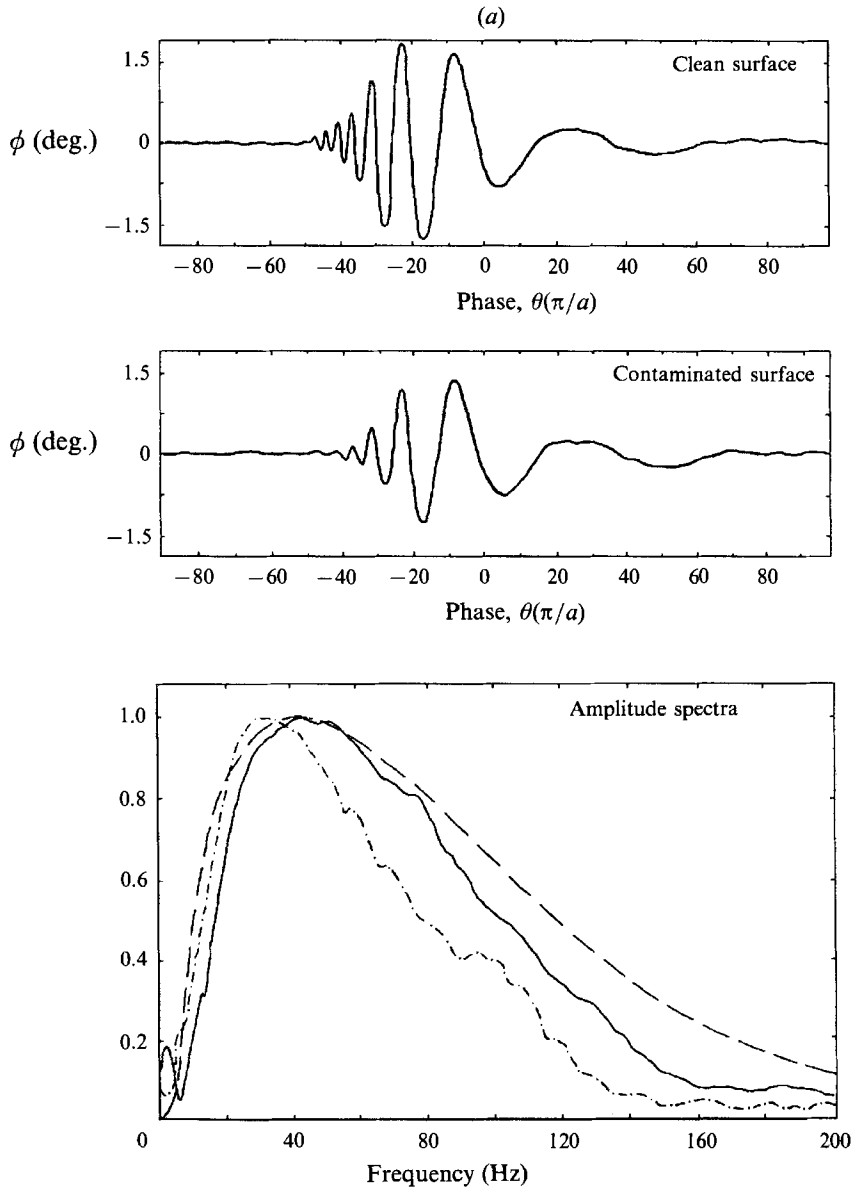 (a)
1.5
Clean surface
ϕ (deg.)
0
−1.5
−80 −60 −40 −20 0 20 40 60 80
Phase, θ(π/a)
1.5
Contaminated surface
ϕ (deg.)
0
−1.5
−80 −60 −40 −20 0 20 40 60 80
Phase, θ(π/a)
Amplitude spectra
1.0
0.8
0.6
0.4
0.2
0 40 80 120 160 200
Frequency (Hz)